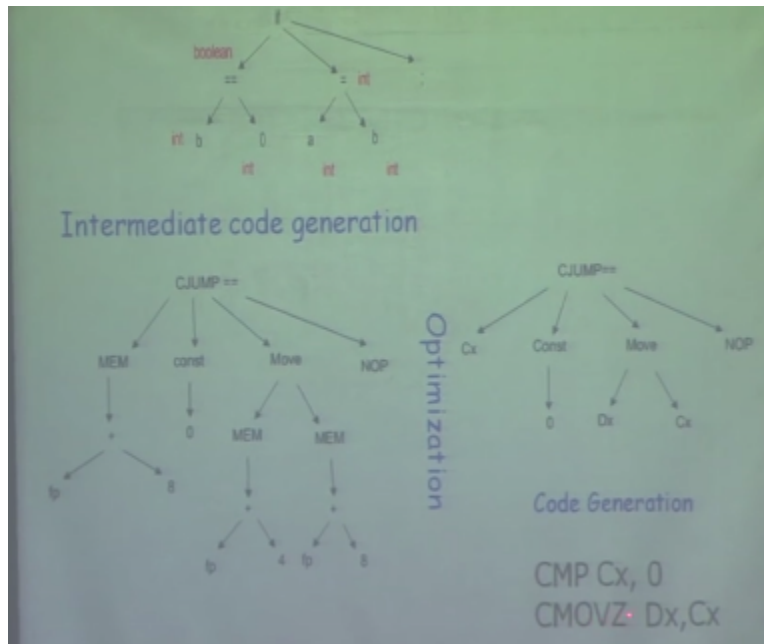 if
boolean
== = int ;
int b 0 a b
int int int
Intermediate code generation
CJUMP ==
MEM const Move NOP
+ 0 MEM MEM
fp 8 + +
fp 4 fp 8
Optimization
CJUMP==
Cx Const Move NOP
0 Dx Cx
Code Generation
CMP Cx, 0
CMOVZ Dx,Cx